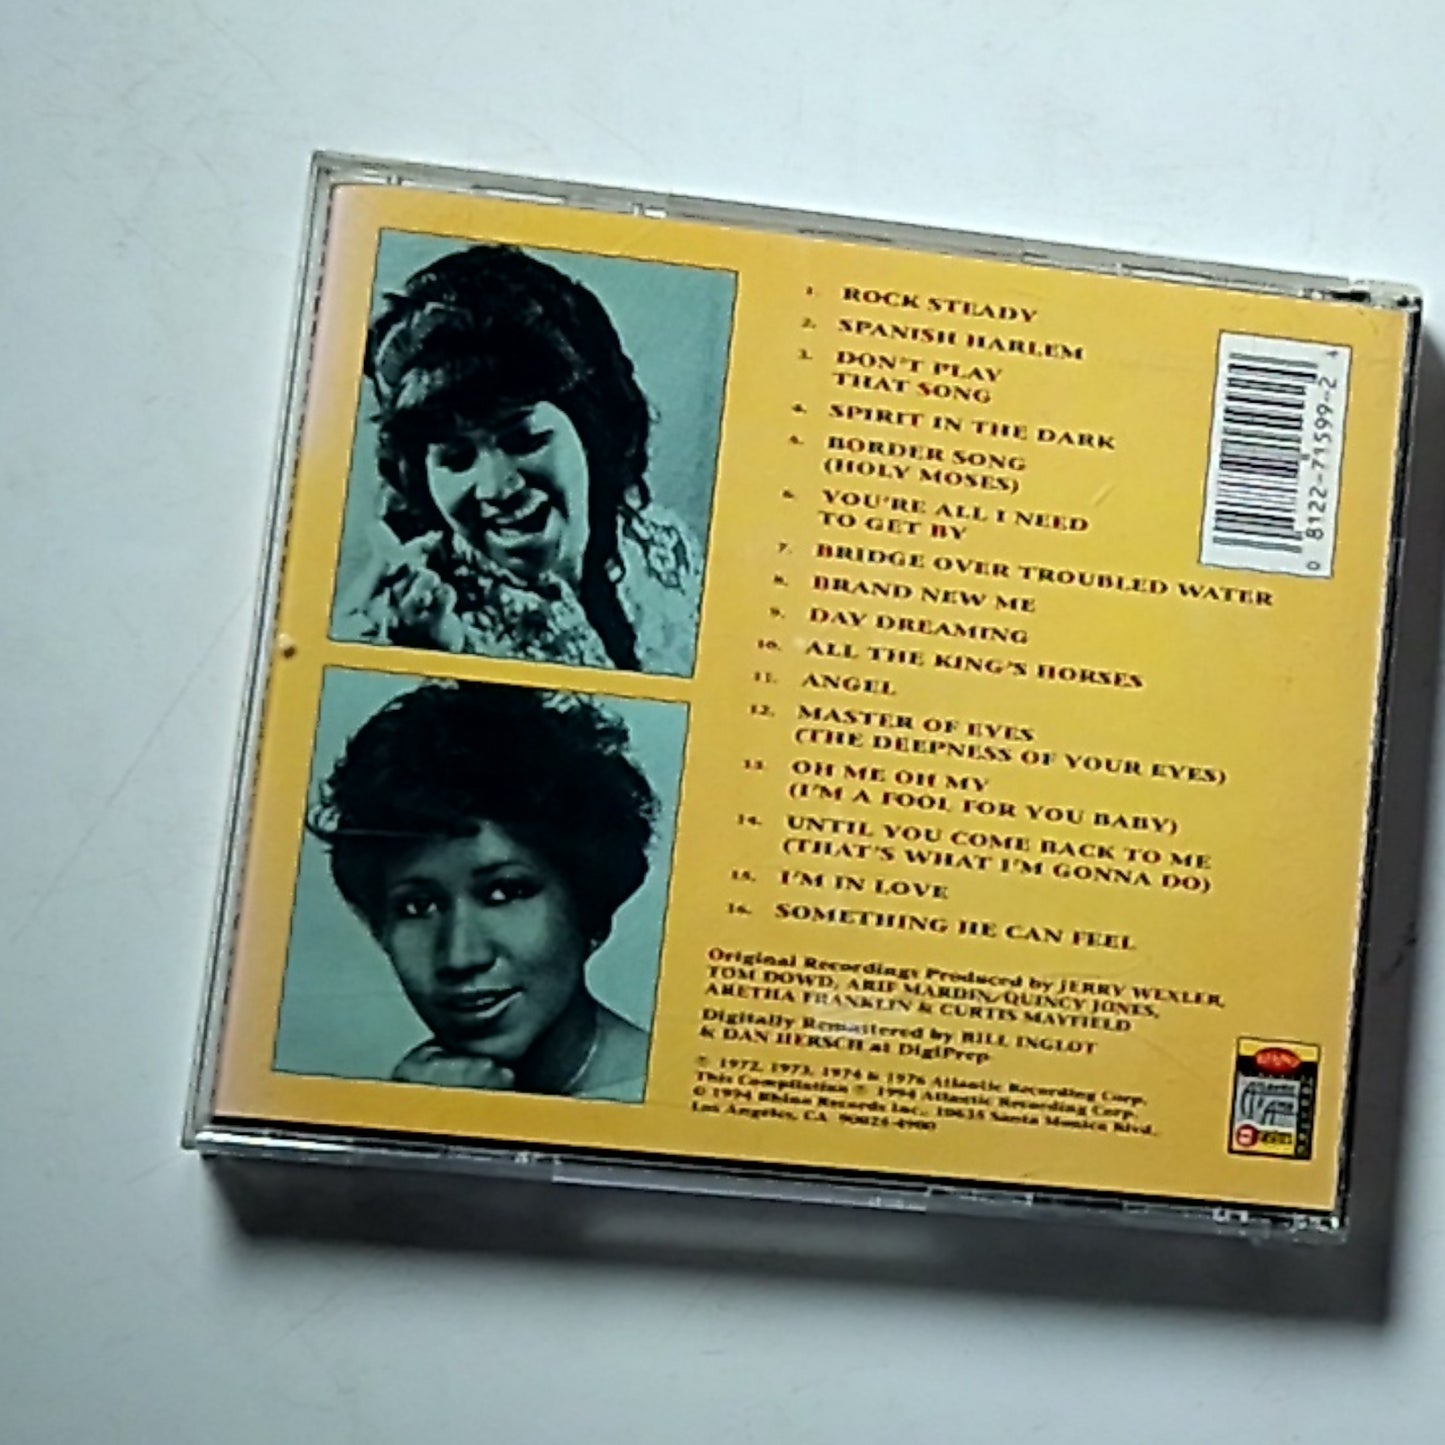 1. ROCK STEADY
2. SPANISH HARLEM
3. DON'T PLAY
THAT SONG
4. SPIRIT IN THE DARK
5. BORDER SONG
(HOLY MOSES)
6. YOU'RE ALL I NEED
TO GET BY
7. BRIDGE OVER TROUBLED WATER
8. BRAND NEW ME
9. DAY DREAMING
10. ALL THE KING'S HORSES
11. ANGEL
12. MASTER OF EYES
(THE DEEPNESS OF YOUR EYES)
13. OH ME OH MY
(I'M A FOOL FOR YOU BABY)
14. UNTIL YOU COME BACK TO ME
(THAT'S WHAT I'M GONNA DO)
15. I'M IN LOVE
16. SOMETHING HE CAN FEEL
Original Recordings Produced by JERRY WEXLER,
TOM DOWD, ARIF MARDIN/QUINCY JONES,
ARETHA FRANKLIN & CURTIS MAYFIELD
Digitally Remastered by BILL INGLOT
& DAN HERSCH at DigiPrep
℗ 1972, 1973, 1974 & 1976 Atlantic Recording Corp.
This Compilation ℗ 1994 Atlantic Recording Corp.
© 1994 Rhino Records Inc., 10635 Santa Monica Blvd.
Los Angeles, CA 90025-4900
0 8122-71599-2 4